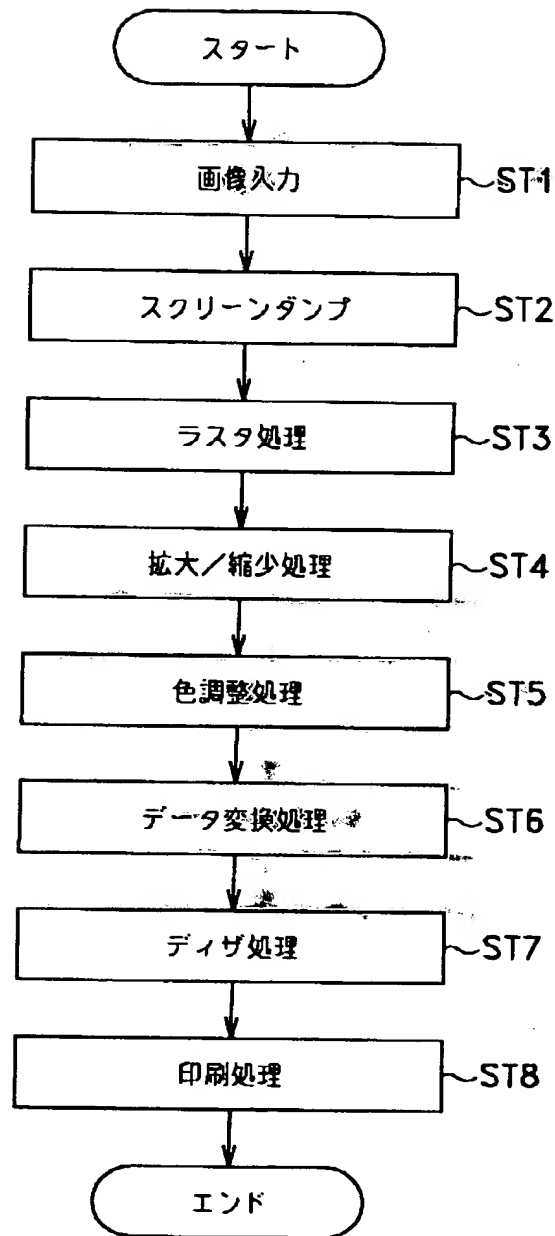 スタート
画像入力 ST1
スクリーンダンプ ST2
ラスタ処理 ST3
拡大/縮少処理 ST4
色調整処理 ST5
データ変換処理 ST6
ディザ処理 ST7
印刷処理 ST8
エンド